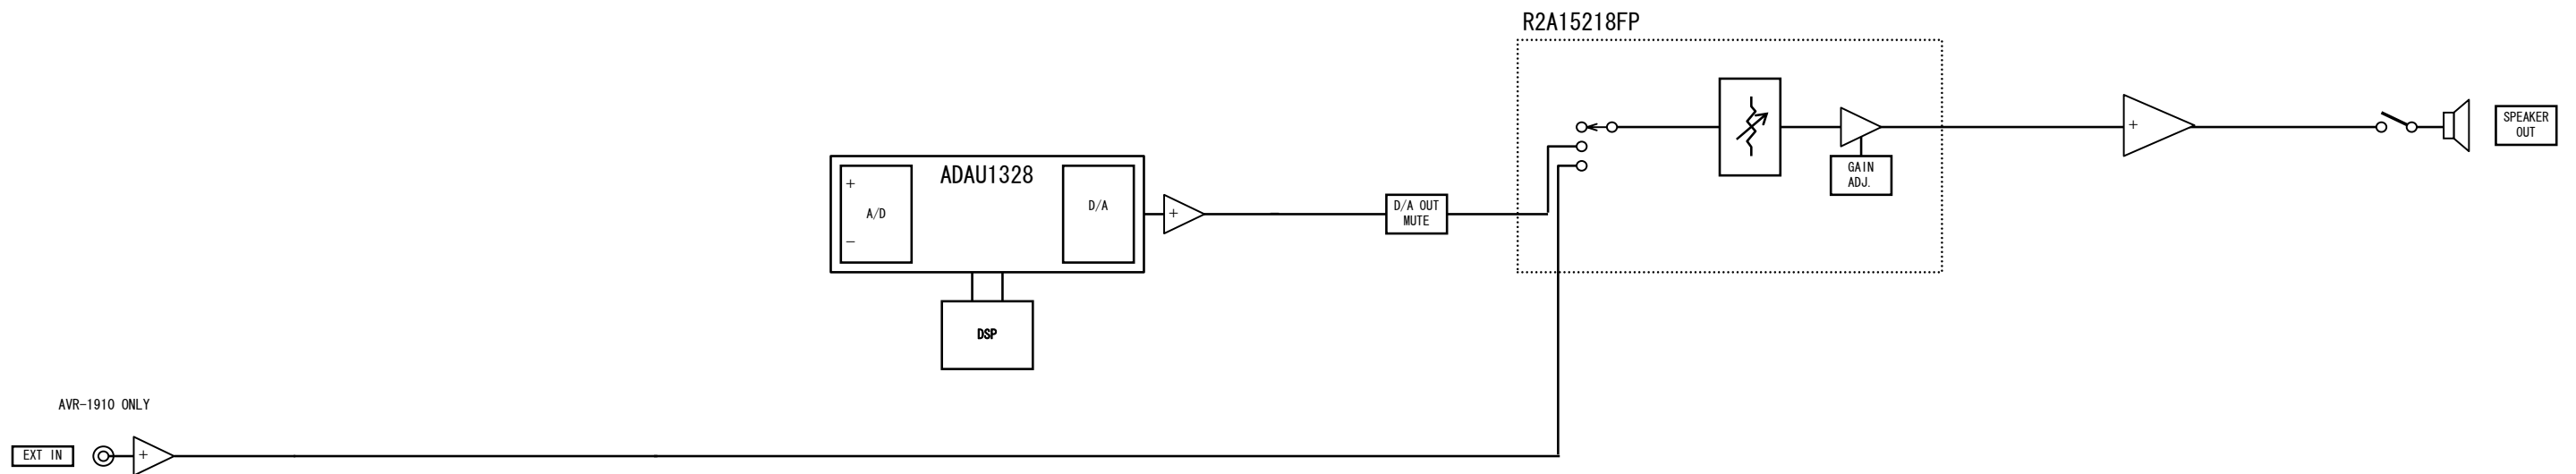 R2A15218FP
SPEAKER
OUT
+
GAIN
ADJ.
ADAU1328
+
A/D
−
D/A
+
D/A OUT
MUTE
DSP
AVR-1910 ONLY
EXT IN
+